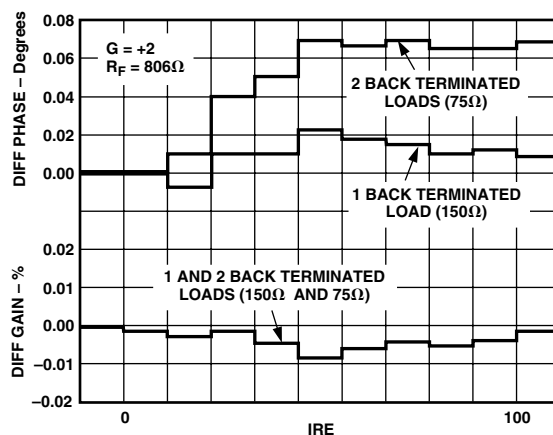 DIFF PHASE – Degrees
0.08
0.06
0.04
0.02
0.00
G = +2
R_F = 806Ω
2 BACK TERMINATED
LOADS (75Ω)
1 BACK TERMINATED
LOAD (150Ω)
DIFF GAIN – %
0.02
0.01
0.00
–0.01
–0.02
1 AND 2 BACK TERMINATED
LOADS (150Ω AND 75Ω)
0
100
IRE